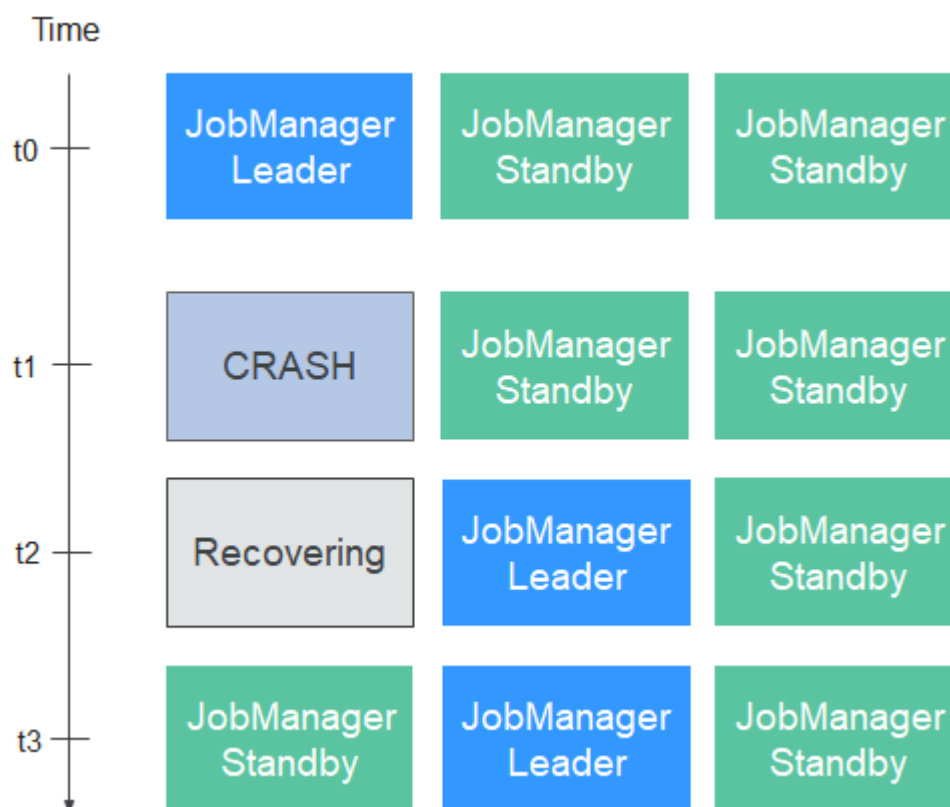 Time
t0
JobManager
Leader
JobManager
Standby
JobManager
Standby
t1
CRASH
JobManager
Standby
JobManager
Standby
t2
Recovering
JobManager
Leader
JobManager
Standby
t3
JobManager
Standby
JobManager
Leader
JobManager
Standby